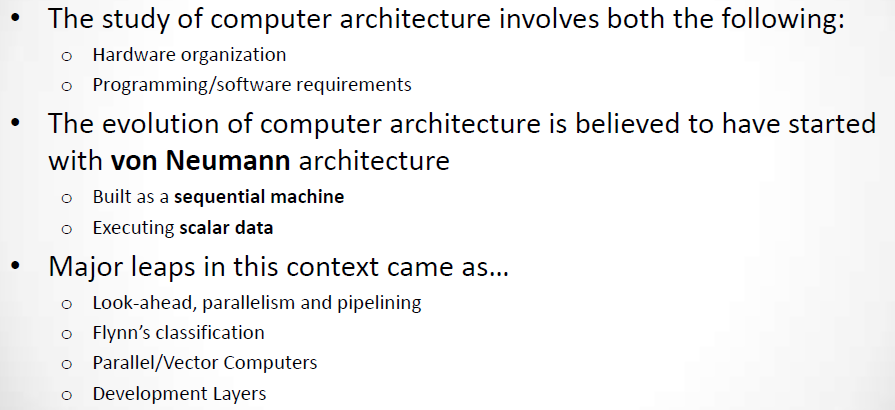 • The study of computer architecture involves both the following:
o Hardware organization
o Programming/software requirements
• The evolution of computer architecture is believed to have started
with von Neumann architecture
o Built as a sequential machine
o Executing scalar data
• Major leaps in this context came as…
o Look-ahead, parallelism and pipelining
o Flynn’s classification
o Parallel/Vector Computers
o Development Layers